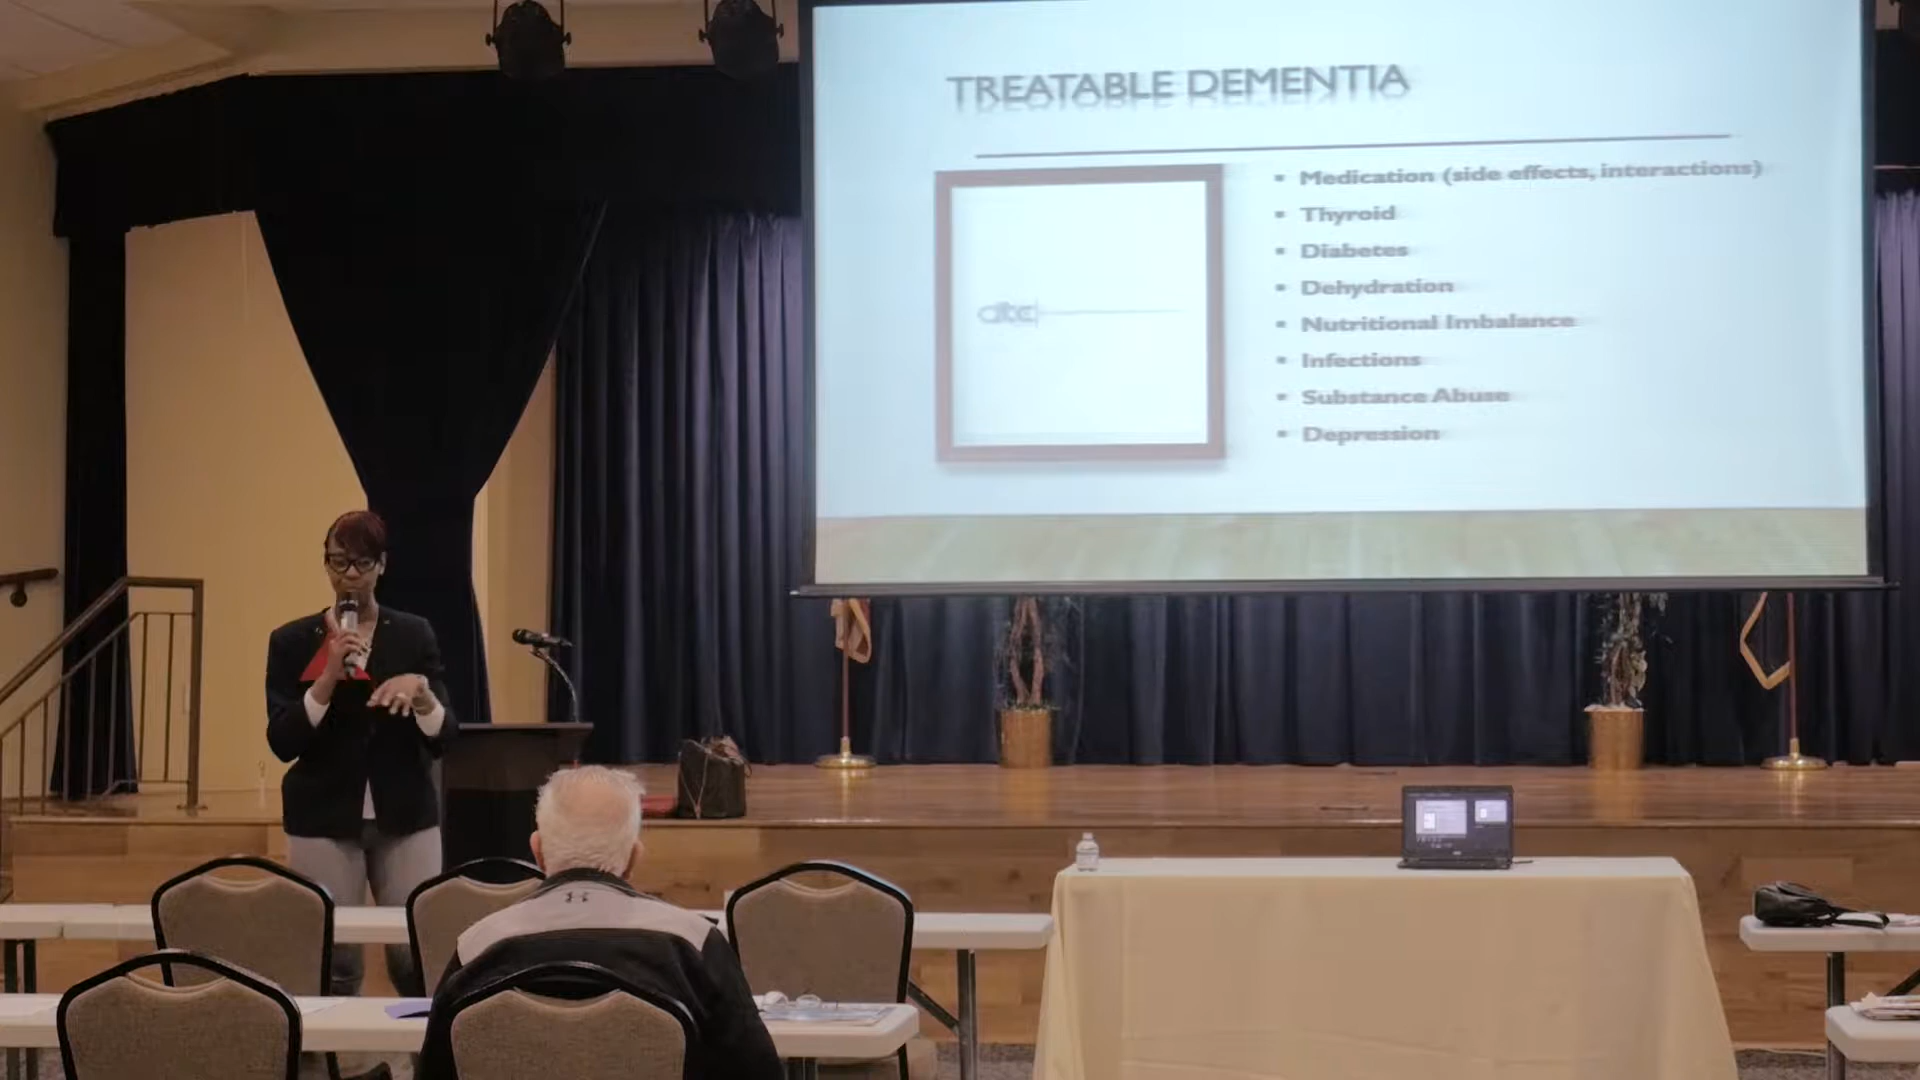 TREATABLE DEMENTIA
▪ Medication (side effects, interactions)
▪ Thyroid
▪ Diabetes
▪ Dehydration
▪ Nutritional Imbalance
▪ Infections
▪ Substance Abuse
▪ Depression